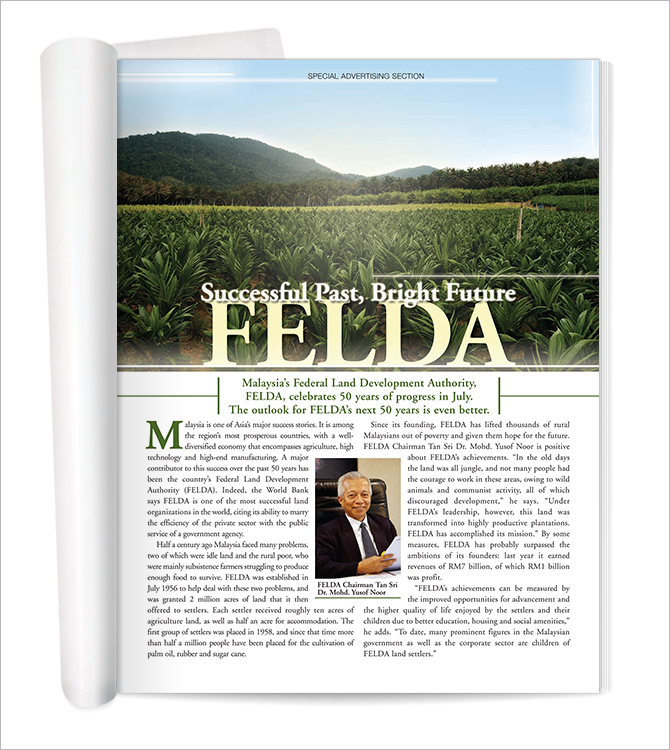 SPECIAL ADVERTISING SECTION
Successful Past, Bright Future
FELDA
Malaysia's Federal Land Development Authority,
FELDA, celebrates 50 years of progress in July.
The outlook for FELDA's next 50 years is even better.
Malaysia is one of Asia's major success stories. It is among
the region's most prosperous countries, with a well-
diversified economy that encompasses agriculture, high
technology and high-end manufacturing. A major
contributor to this success over the past 50 years has
been the country's Federal Land Development
Authority (FELDA). Indeed, the World Bank
says FELDA is one of the most successful land
organizations in the world, citing its ability to marry
the efficiency of the private sector with the public
service of a government agency.
Half a century ago Malaysia faced many problems,
two of which were idle land and the rural poor, who
were mainly subsistence farmers struggling to produce
enough food to survive. FELDA was established in
July 1956 to help deal with these two problems, and
was granted 2 million acres of land that it then
offered to settlers. Each settler received roughly ten acres of
agriculture land, as well as half an acre for accommodation. The
first group of settlers was placed in 1958, and since that time more
than half a million people have been placed for the cultivation of
palm oil, rubber and sugar cane.
FELDA Chairman Tan Sri
Dr. Mohd. Yusof Noor
Since its founding, FELDA has lifted thousands of rural
Malaysians out of poverty and given them hope for the future.
FELDA Chairman Tan Sri Dr. Mohd. Yusof Noor is positive
about FELDA's achievements. "In the old days
the land was all jungle, and not many people had
the courage to work in these areas, owing to wild
animals and communist activity, all of which
discouraged development," he says. "Under
FELDA's leadership, however, this land was
transformed into highly productive plantations.
FELDA has accomplished its mission." By some
measures, FELDA has probably surpassed the
ambitions of its founders: last year it earned
revenues of RM7 billion, of which RM1 billion
was profit.
"FELDA's achievements can be measured by
the improved opportunities for advancement and
the higher quality of life enjoyed by the settlers and their
children due to better education, housing and social amenities,"
he adds. "To date, many prominent figures in the Malaysian
government as well as the corporate sector are children of
FELDA land settlers."